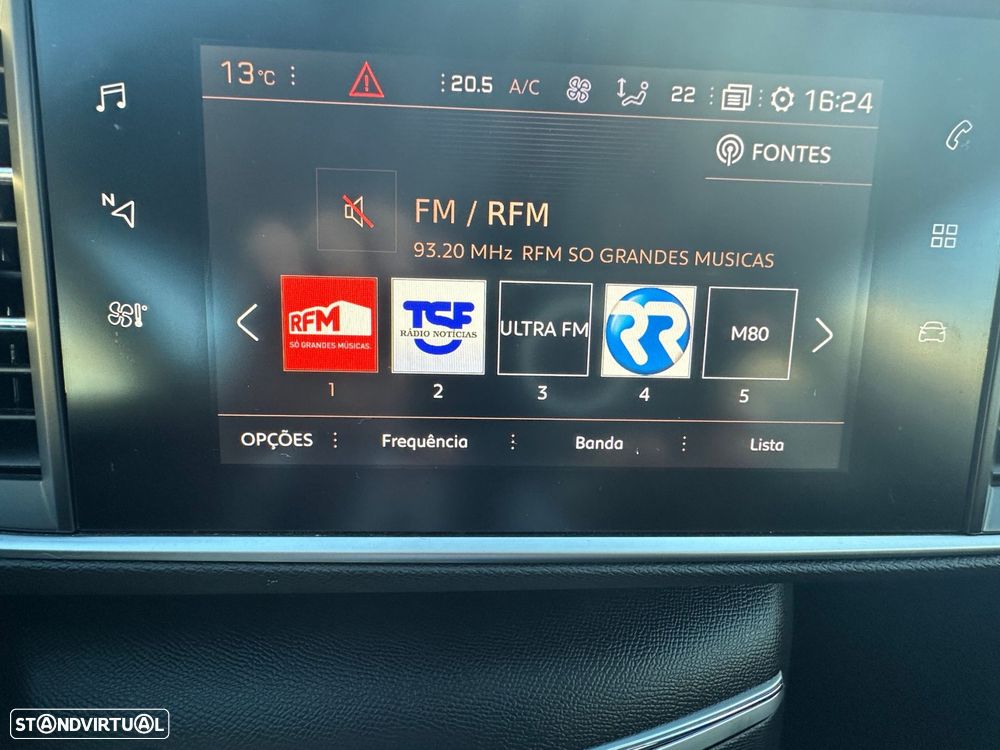 13°C 20.5 A/C 22 16:24
N
FONTES
FM / RFM
93.20 MHz RFM SO GRANDES MUSICAS
RFM
SÓ GRANDES MÚSICAS.
TSF
RÁDIO NOTÍCIAS
ULTRA FM
RR
M80
1 2 3 4 5
OPÇÕES Frequência Banda Lista
STANDVIRTUAL